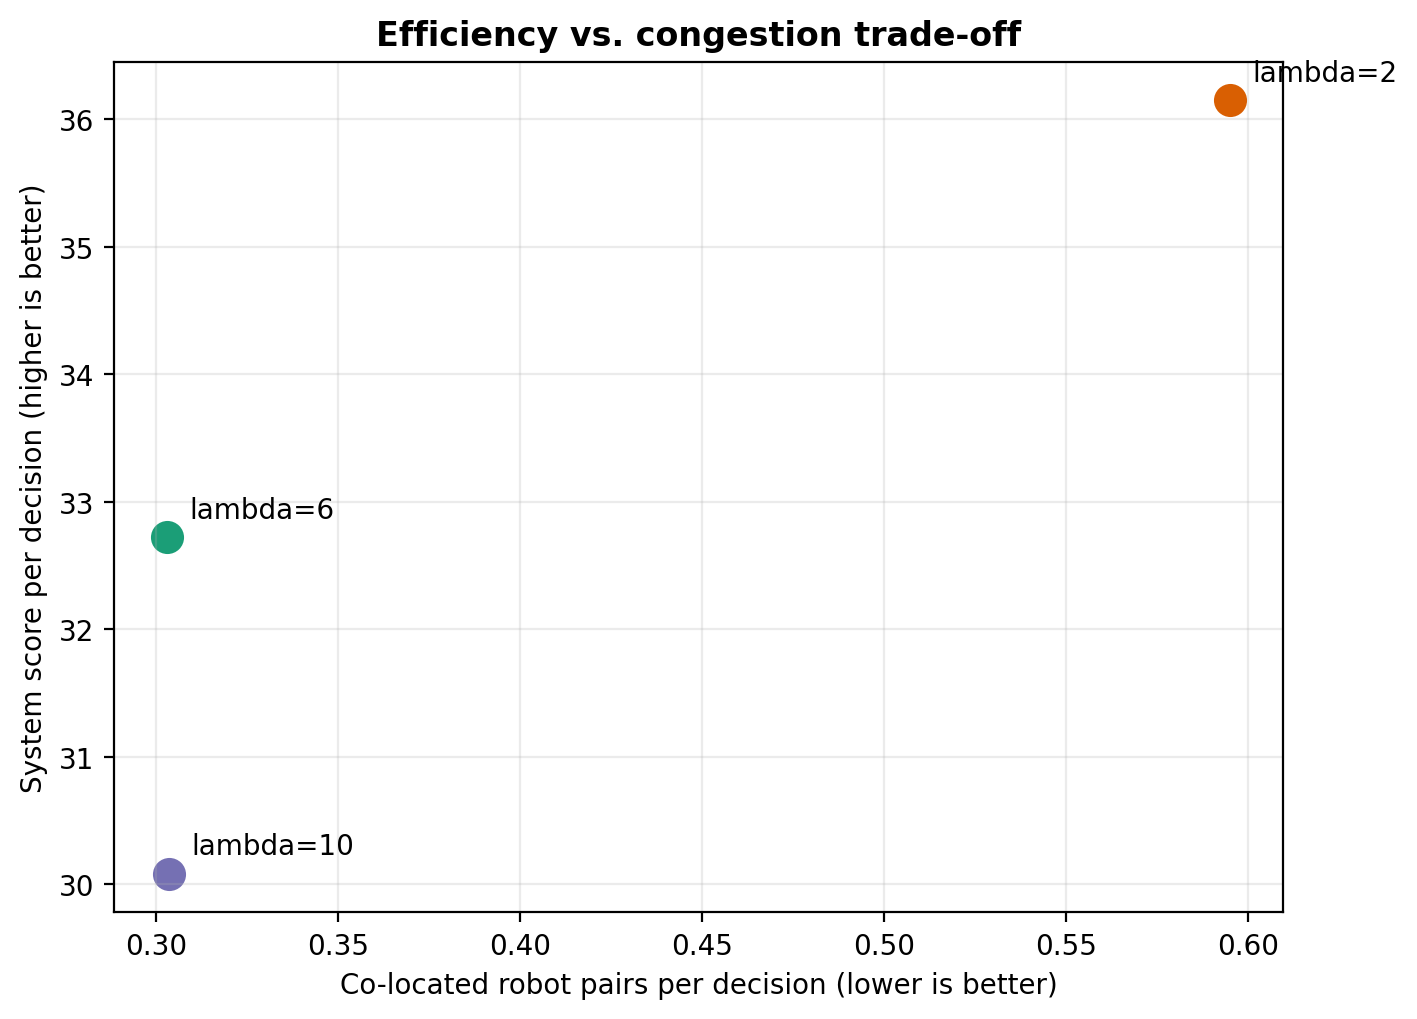 Efficiency vs. congestion trade-off
lambda=2
36
35
34
33
32
31
30
System score per decision (higher is better)
lambda=6
lambda=10
0.30 0.35 0.40 0.45 0.50 0.55 0.60
Co-located robot pairs per decision (lower is better)